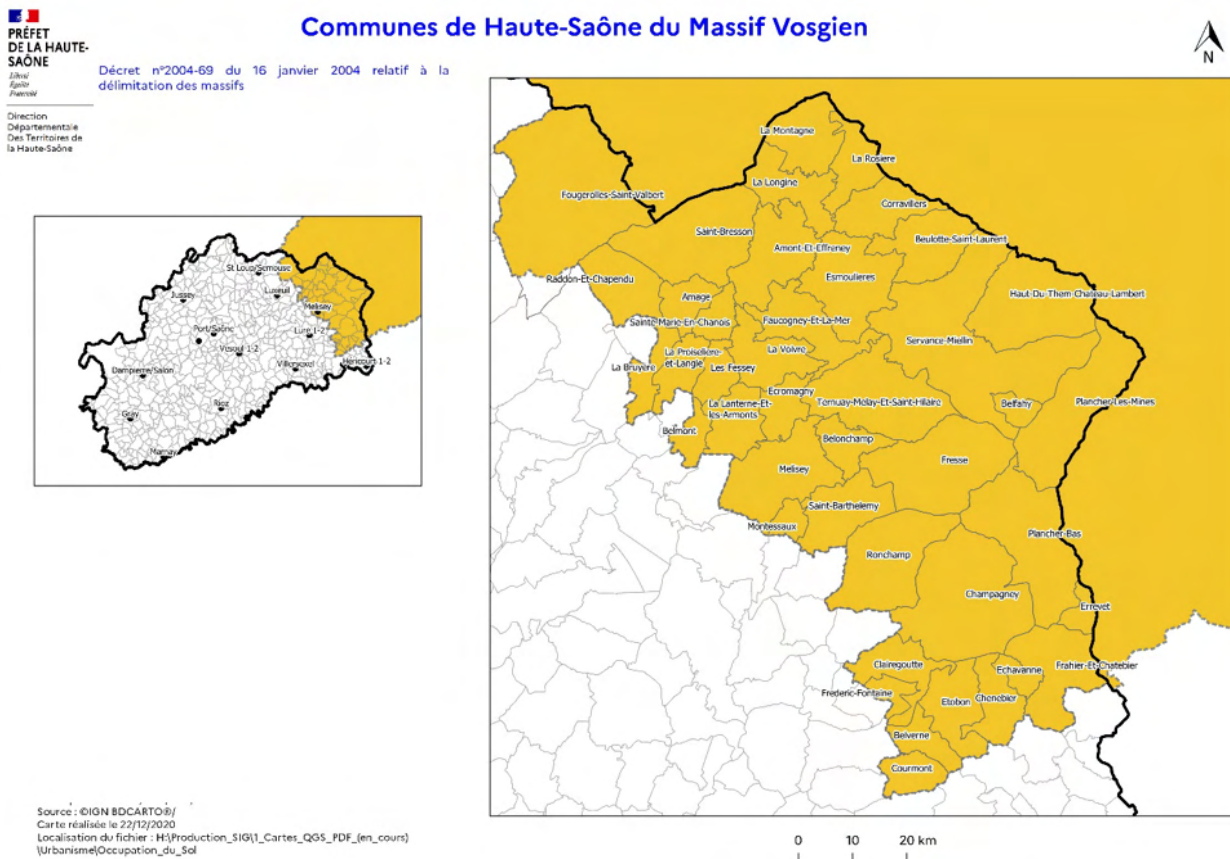 Communes de Haute-Saône du Massif Vosgien
PRÉFET
DE LA HAUTE-
SAÔNE
Liberté
Égalité
Fraternité
Direction
Départementale
Des Territoires de
la Haute-Saône
Décret n°2004-69 du 16 janvier 2004 relatif à la
délimitation des massifs
N
St Loup/Semouse
Jussey
Luxeuil
Melisey
Port/Saône
Lure 1-2
Vesoul 1-2
Héricourt 1-2
Villersexel
Dampierre/Salon
Rioz
Gray
Marnay
La Montagne
La Rosiere
La Longine
Fougerolles-Saint-Valbert
Corravillers
Saint-Bresson
Beulotte-Saint-Laurent
Amont-Et-Effreney
Raddon-Et-Chapendu
Esmoulieres
Haut-Du-Them-Chateau-Lambert
Amage
Sainte-Marie-En-Chanois
Faucogney-Et-La-Mer
Servance-Miellin
La Proiseliere-
et-Langle
La Voivre
La Bruyère
Les Fessey
Ecromagny
La Lanterne-Et-
les-Armonts
Ternuay-Melay-Et-Saint-Hilaire
Belfahy
Plancher-Les-Mines
Belmont
Belonchamp
Melisey
Fresse
Saint-Barthelemy
Montessaux
Plancher-Bas
Ronchamp
Champagney
Errevet
Clairegoutte
Echavanne
Frahier-Et-Chatebier
Frederic-Fontaine
Etobon
Chenebier
Belverne
Courmont
Source : ©IGN BDCARTO®/
Carte réalisée le 22/12/2020
Localisation du fichier : H:\Production_SIG\1_Cartes_QGS_PDF_(en_cours)
\Urbanisme\Occupation_du_Sol
0 10 20 km